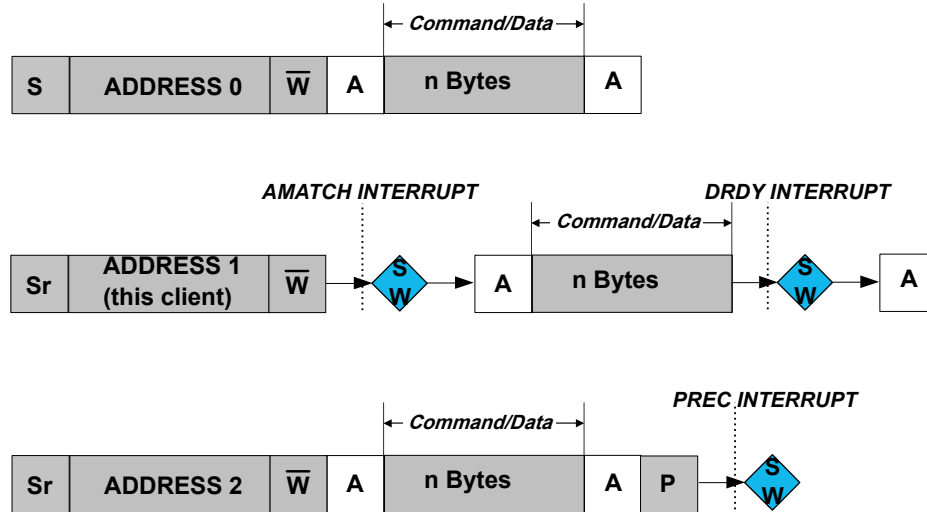 Command/Data
S ADDRESS 0 W A n Bytes A
AMATCH INTERRUPT DRDY INTERRUPT
Command/Data
Sr ADDRESS 1 (this client) W S W A n Bytes S W A
PREC INTERRUPT
Command/Data
Sr ADDRESS 2 W A n Bytes A P S W